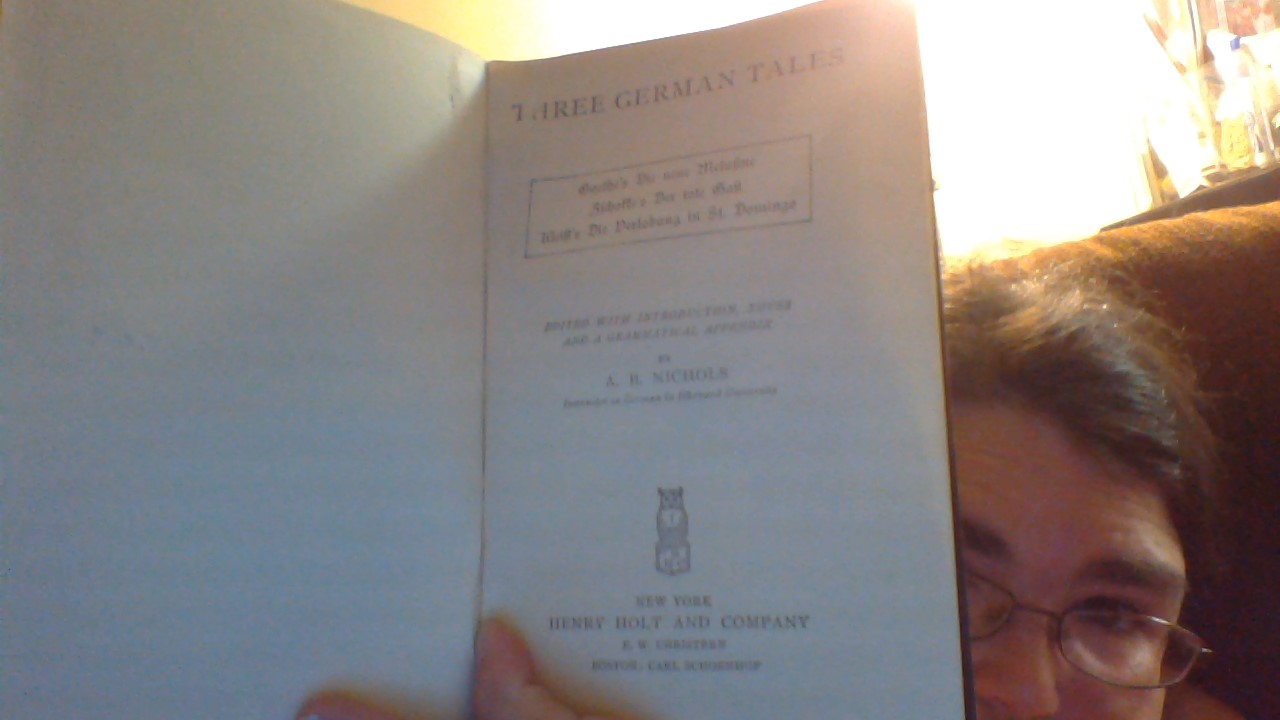 THREE GERMAN TALES
Goethe's Die neue Melusine
Zschokke's Der tote Gast
Kleist's Die Verlobung in St. Domingo
EDITED WITH INTRODUCTION, NOTES
AND A GRAMMATICAL APPENDIX
BY
A. B. NICHOLS
Instructor in German in Harvard University
NEW YORK
HENRY HOLT AND COMPANY
F. W. CHRISTERN
BOSTON: CARL SCHOENHOF